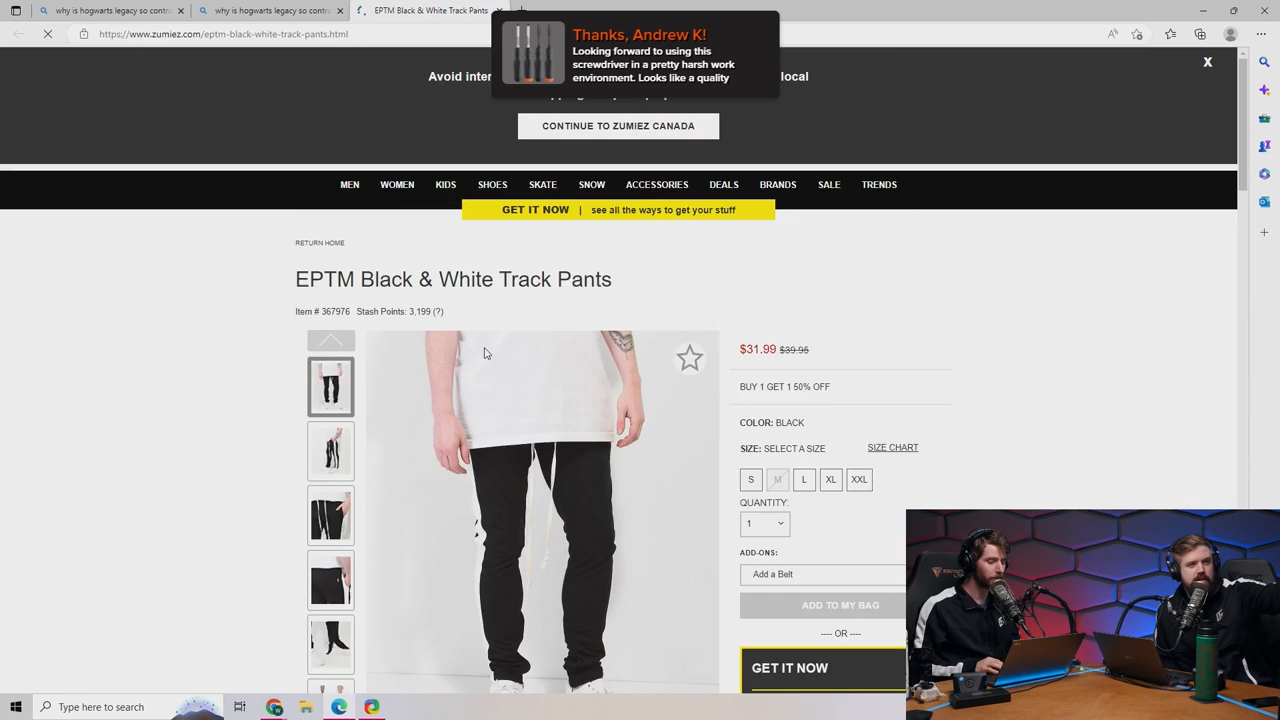 why is hogwarts legacy so contro
why is hogwarts legacy so contro
EPTM Black & White Track Pants
https://www.zumiez.com/eptm-black-white-track-pants.html
Thanks, Andrew K!
Looking forward to using this
screwdriver in a pretty harsh work
environment. Looks like a quality
Avoid
local
X
CONTINUE TO ZUMIEZ CANADA
MEN WOMEN KIDS SHOES SKATE SNOW ACCESSORIES DEALS BRANDS SALE TRENDS
GET IT NOW | see all the ways to get your stuff
RETURN HOME
EPTM Black & White Track Pants
Item # 367976 Stash Points: 3,199 (?)
$31.99 $39.95
BUY 1 GET 1 50% OFF
COLOR: BLACK
SIZE: SELECT A SIZE SIZE CHART
S M L XL XXL
QUANTITY:
1
ADD-ONS:
Add a Belt
ADD TO MY BAG
---- OR ----
GET IT NOW
Type here to search